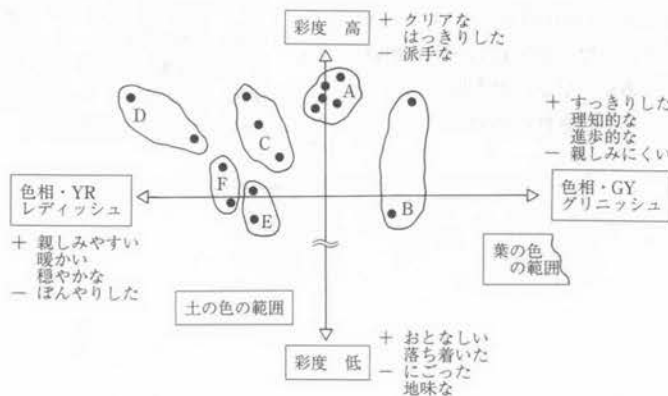 彩度 高
+ クリアな
はっきりした
− 派手な
D
A
C
+ すっきりした
理知的な
進歩的な
− 親しみにくい
F
色相・YR
レディッシュ
E
B
色相・GY
グリニッシュ
+ 親しみやすい
暖かい
穏やかな
− ぼんやりした
葉の色
の範囲
土の色の範囲
彩度 低
+ おとなしい
落ち着いた
− にごった
地味な